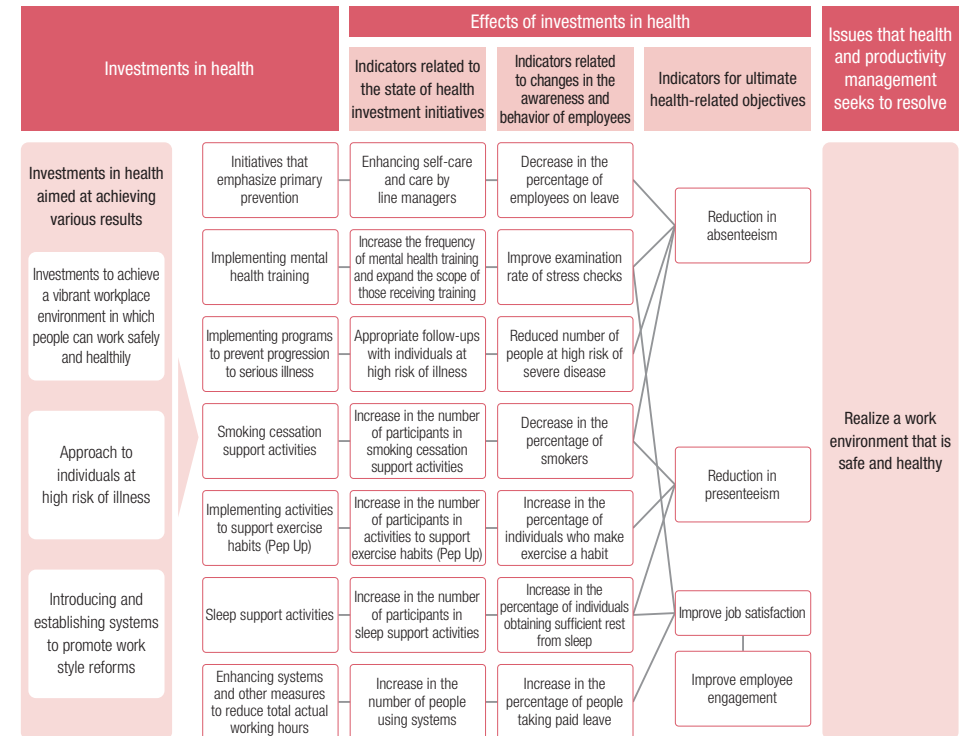 Investments in health
Effects of investments in health
Indicators related to
the state of health
investment initiatives
Indicators related
to changes in the
awareness and
behavior of employees
Indicators for ultimate
health-related objectives
Issues that health
and productivity
management
seeks to resolve
Investments in health
aimed at achieving
various results
Investments to achieve
a vibrant workplace
environment in which
people can work safely
and healthily
Approach to
individuals at
high risk of illness
Introducing and
establishing systems
to promote work
style reforms
Initiatives that
emphasize primary
prevention
Enhancing self-care
and care by
line managers
Decrease in the
percentage of
employees on leave
Implementing mental
health training
Increase the frequency
of mental health training
and expand the scope of
those receiving training
Improve examination
rate of stress checks
Implementing programs
to prevent progression
to serious illness
Appropriate follow-ups
with individuals at
high risk of illness
Reduced number of
people at high risk of
severe disease
Smoking cessation
support activities
Increase in the number
of participants in
smoking cessation
support activities
Decrease in the
percentage of
smokers
Implementing activities
to support exercise
habits (Pep Up)
Increase in the number
of participants in
activities to support
exercise habits (Pep Up)
Increase in the
percentage of
individuals who make
exercise a habit
Sleep support activities
Increase in the number
of participants in
sleep support activities
Increase in the
percentage of individuals
obtaining sufficient rest
from sleep
Enhancing systems
and other measures
to reduce total actual
working hours
Increase in the
number of people
using systems
Increase in the
percentage of people
taking paid leave
Reduction in
absenteeism
Reduction in
presenteeism
Improve job satisfaction
Improve employee
engagement
Realize a work
environment that is
safe and healthy